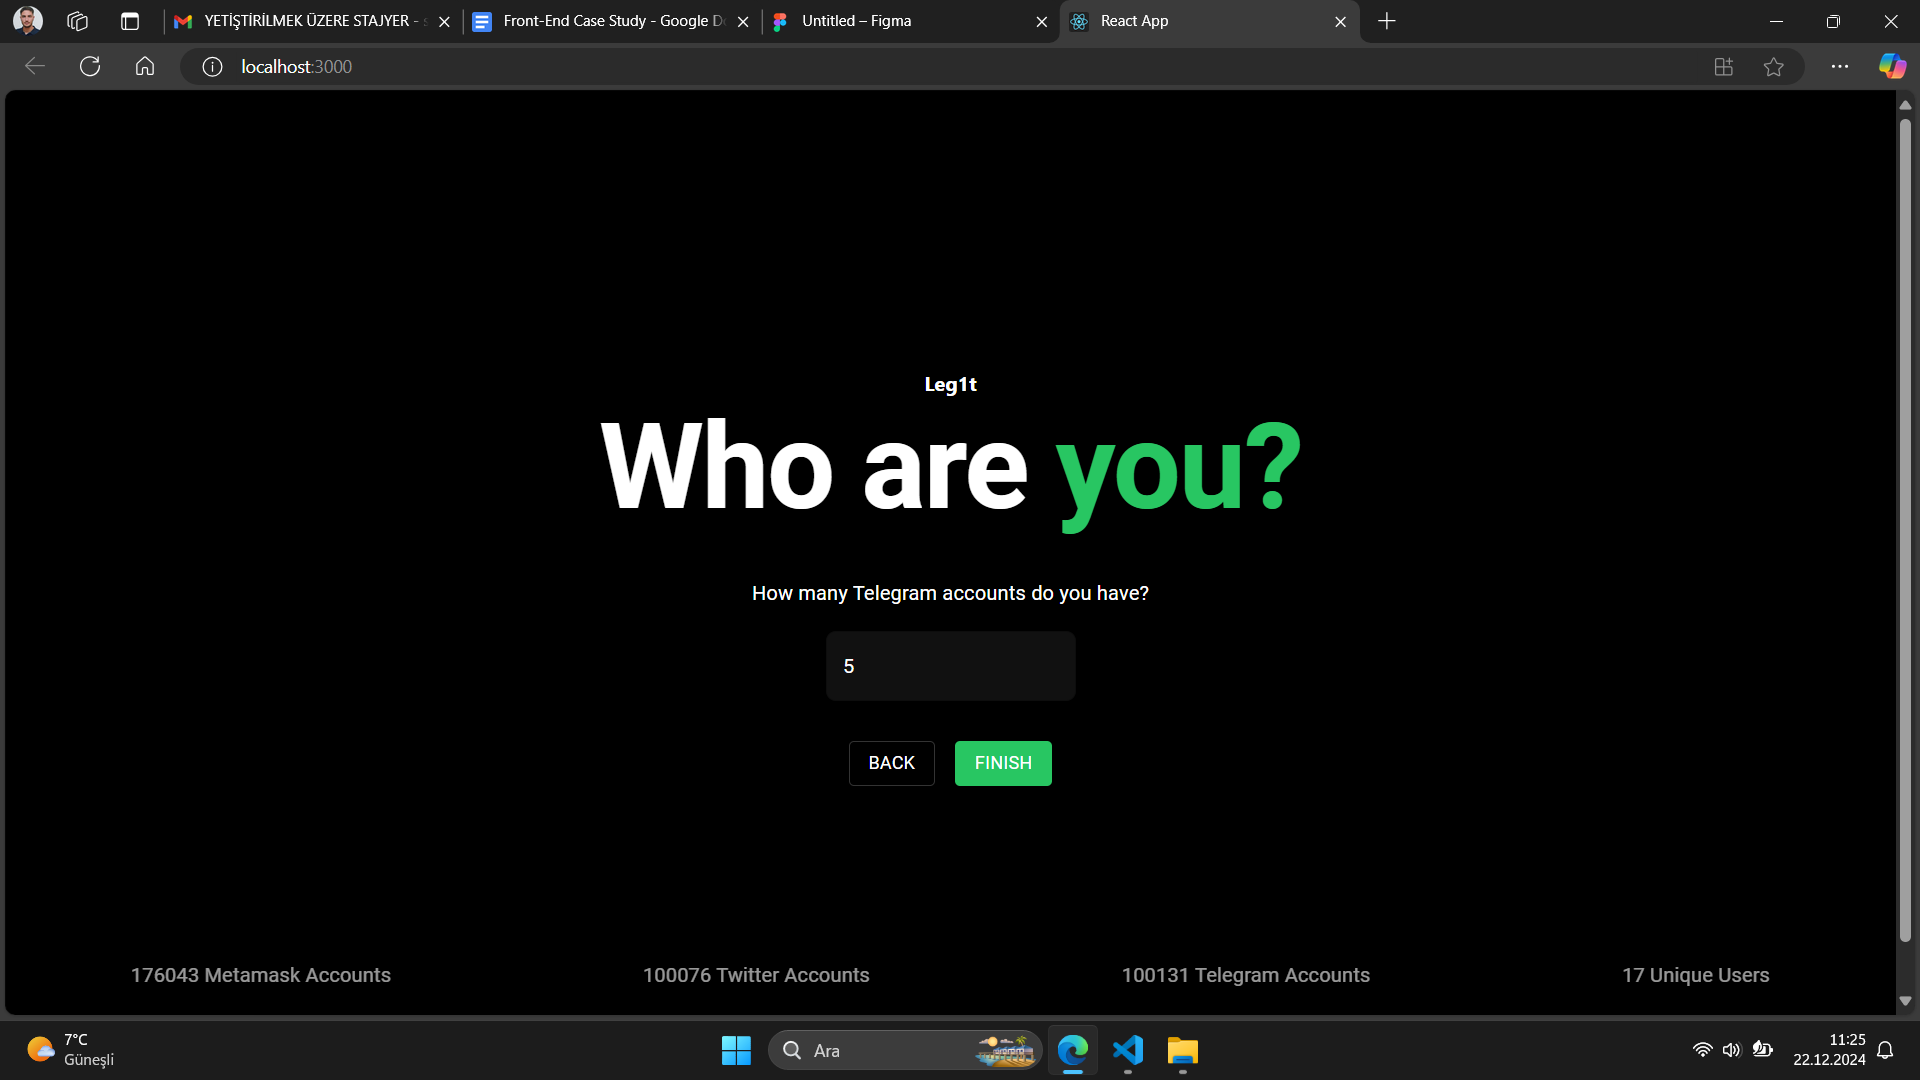 YETİŞTİRİLMEK ÜZERE STAJYER -
Front-End Case Study - Google D
Untitled – Figma
React App
localhost:3000
Leg1t
Who are you?
How many Telegram accounts do you have?
5
BACK
FINISH
176043 Metamask Accounts
100076 Twitter Accounts
100131 Telegram Accounts
17 Unique Users
7°C
Güneşli
Ara
11:25
22.12.2024